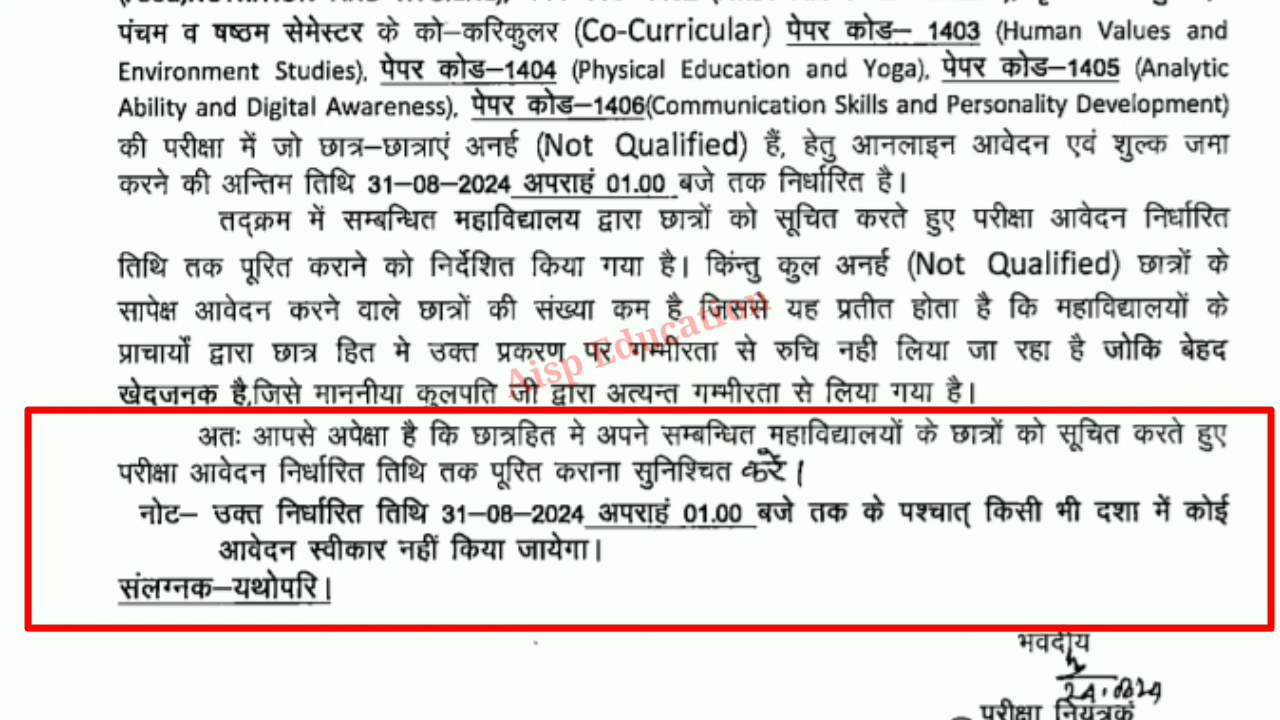 पंचम व षष्ठम सेमेस्टर के को–करिकुलर (Co-Curricular) पेपर कोड– 1403 (Human Values and
Environment Studies), पेपर कोड–1404 (Physical Education and Yoga), पेपर कोड–1405 (Analytic
Ability and Digital Awareness), पेपर कोड–1406(Communication Skills and Personality Development)
की परीक्षा में जो छात्र–छात्राएं अनर्ह (Not Qualified) हैं, हेतु आनलाइन आवेदन एवं शुल्क जमा
करने की अन्तिम तिथि 31–08–2024 अपराहं 01.00 बजे तक निर्धारित है।
तद्क्रम में सम्बन्धित महाविद्यालय द्वारा छात्रों को सूचित करते हुए परीक्षा आवेदन निर्धारित
तिथि तक पूरित कराने को निर्देशित किया गया है। किंन्तु कुल अनर्ह (Not Qualified) छात्रों के
सापेक्ष आवेदन करने वाले छात्रों की संख्या कम है जिससे यह प्रतीत होता है कि महाविद्यालयों के
प्राचार्यो द्वारा छात्र हित मे उक्त प्रकरण पर गम्भीरता से रुचि नही लिया जा रहा है जोकि बेहद
खेदजनक है,जिसे माननीया कुलपति जी द्वारा अत्यन्त गम्भीरता से लिया गया है।
Aisp Education
अतः आपसे अपेक्षा है कि छात्रहित मे अपने सम्बन्धित महाविद्यालयों के छात्रों को सूचित करते हुए
परीक्षा आवेदन निर्धारित तिथि तक पूरित कराना सुनिश्चित करें।
नोट– उक्त निर्धारित तिथि 31–08–2024 अपराहं 01.00 बजे तक के पश्चात् किसी भी दशा में कोई
आवेदन स्वीकार नहीं किया जायेगा।
संलग्नक–यथोपरि।
भवदीय
परीक्षा नियंत्रक